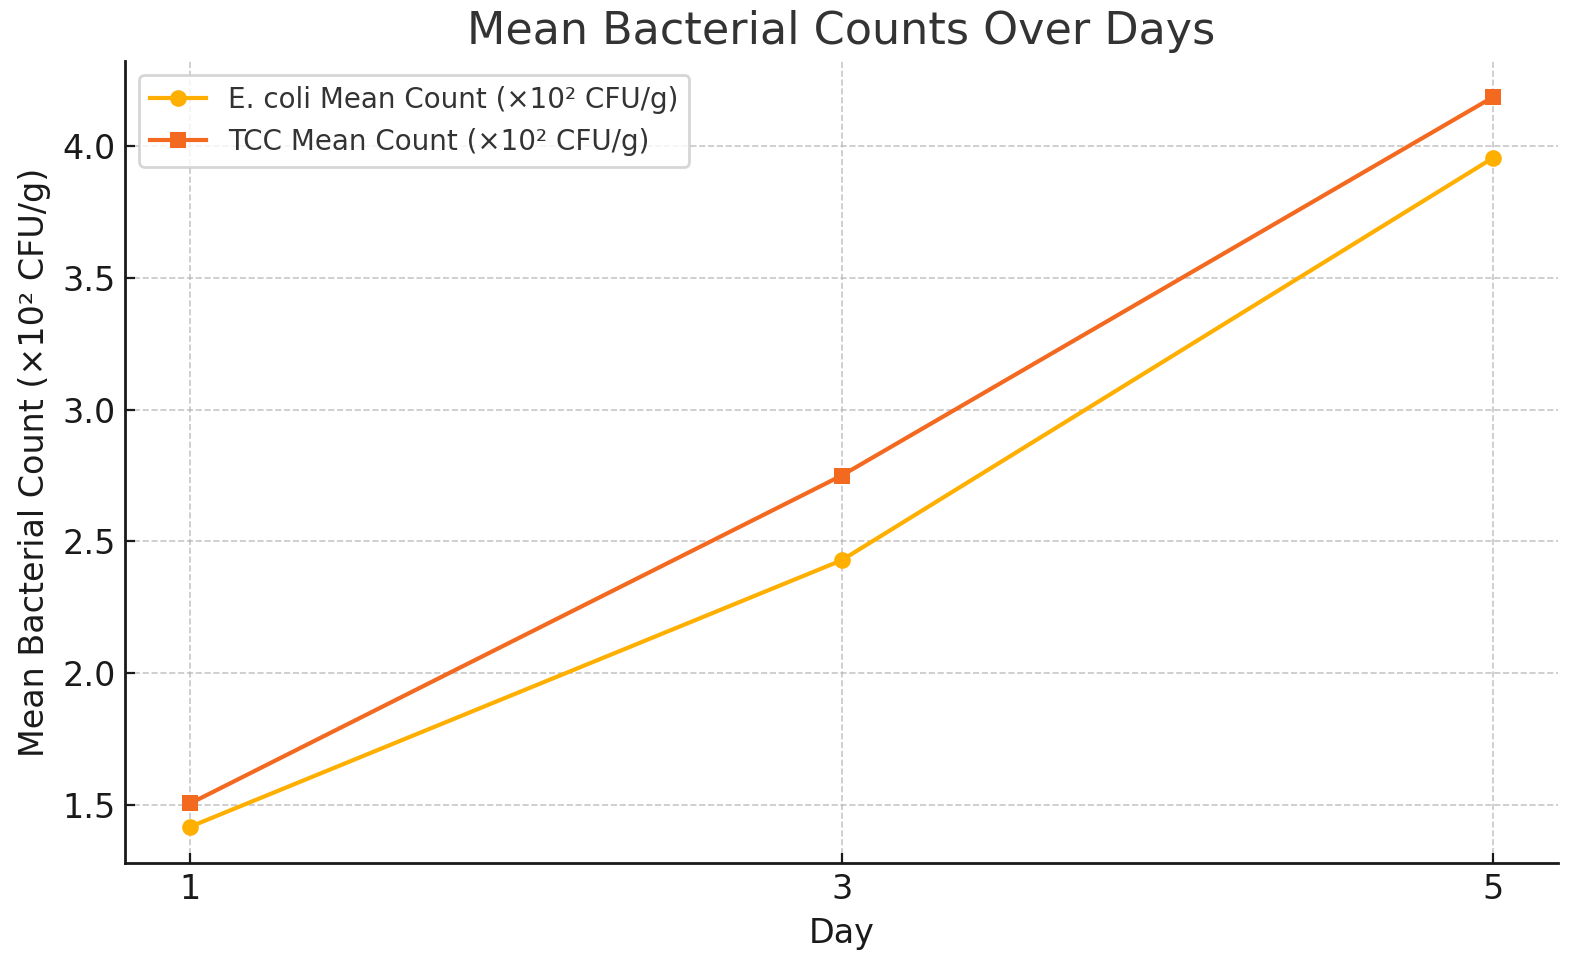 Mean Bacterial Counts Over Days
E. coli Mean Count (×10² CFU/g)
TCC Mean Count (×10² CFU/g)
Mean Bacterial Count (×10² CFU/g)
4.0
3.5
3.0
2.5
2.0
1.5
1 3 5
Day